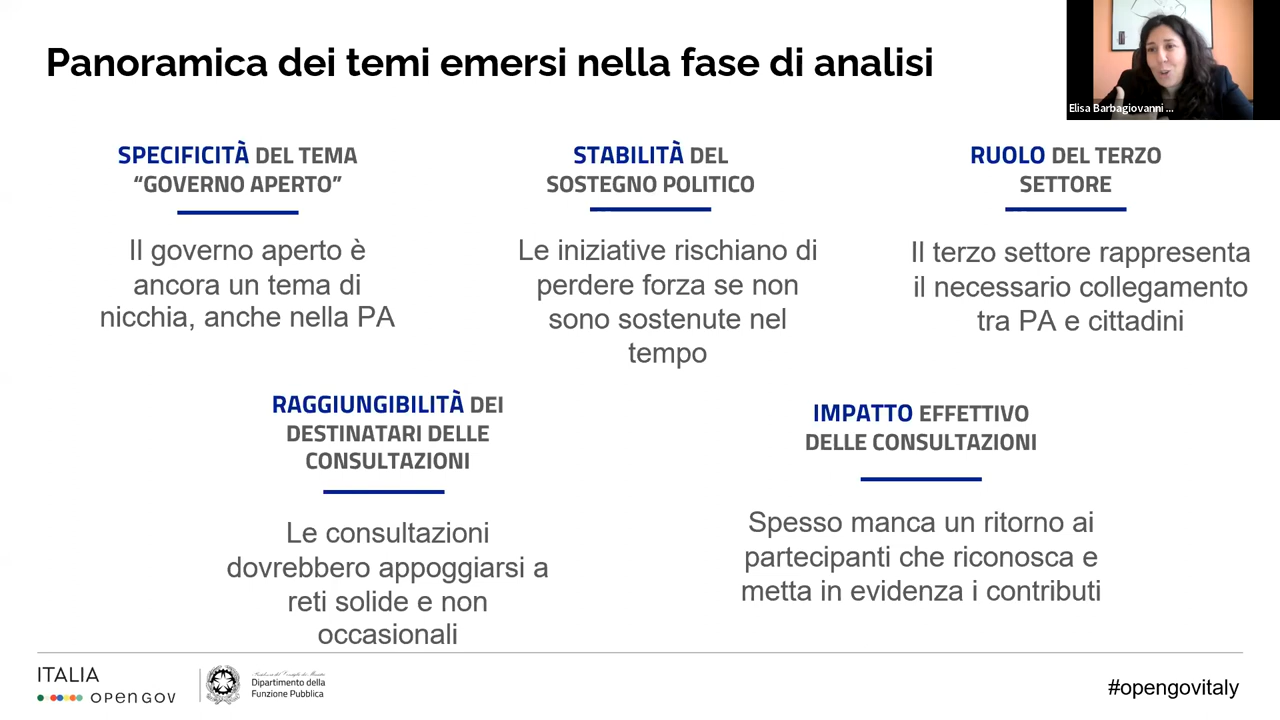 Panoramica dei temi emersi nella fase di analisi
Elisa Barbagiovanni ...
SPECIFICITÀ DEL TEMA
“GOVERNO APERTO”
Il governo aperto è
ancora un tema di
nicchia, anche nella PA
STABILITÀ DEL
SOSTEGNO POLITICO
Le iniziative rischiano di
perdere forza se non
sono sostenute nel
tempo
RUOLO DEL TERZO
SETTORE
Il terzo settore rappresenta
il necessario collegamento
tra PA e cittadini
RAGGIUNGIBILITÀ DEI
DESTINATARI DELLE
CONSULTAZIONI
Le consultazioni
dovrebbero appoggiarsi a
reti solide e non
occasionali
IMPATTO EFFETTIVO
DELLE CONSULTAZIONI
Spesso manca un ritorno ai
partecipanti che riconosca e
metta in evidenza i contributi
ITALIA
OPEN GOV
Dipartimento della
Funzione Pubblica
#opengovitaly